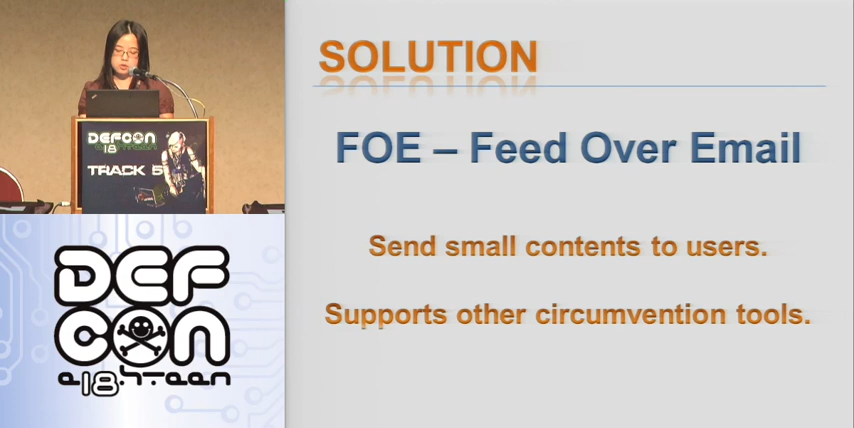 DEFCON
18
TRACK 5
DEF
CON
SOLUTION
FOE – Feed Over Email
Send small contents to users.
Supports other circumvention tools.